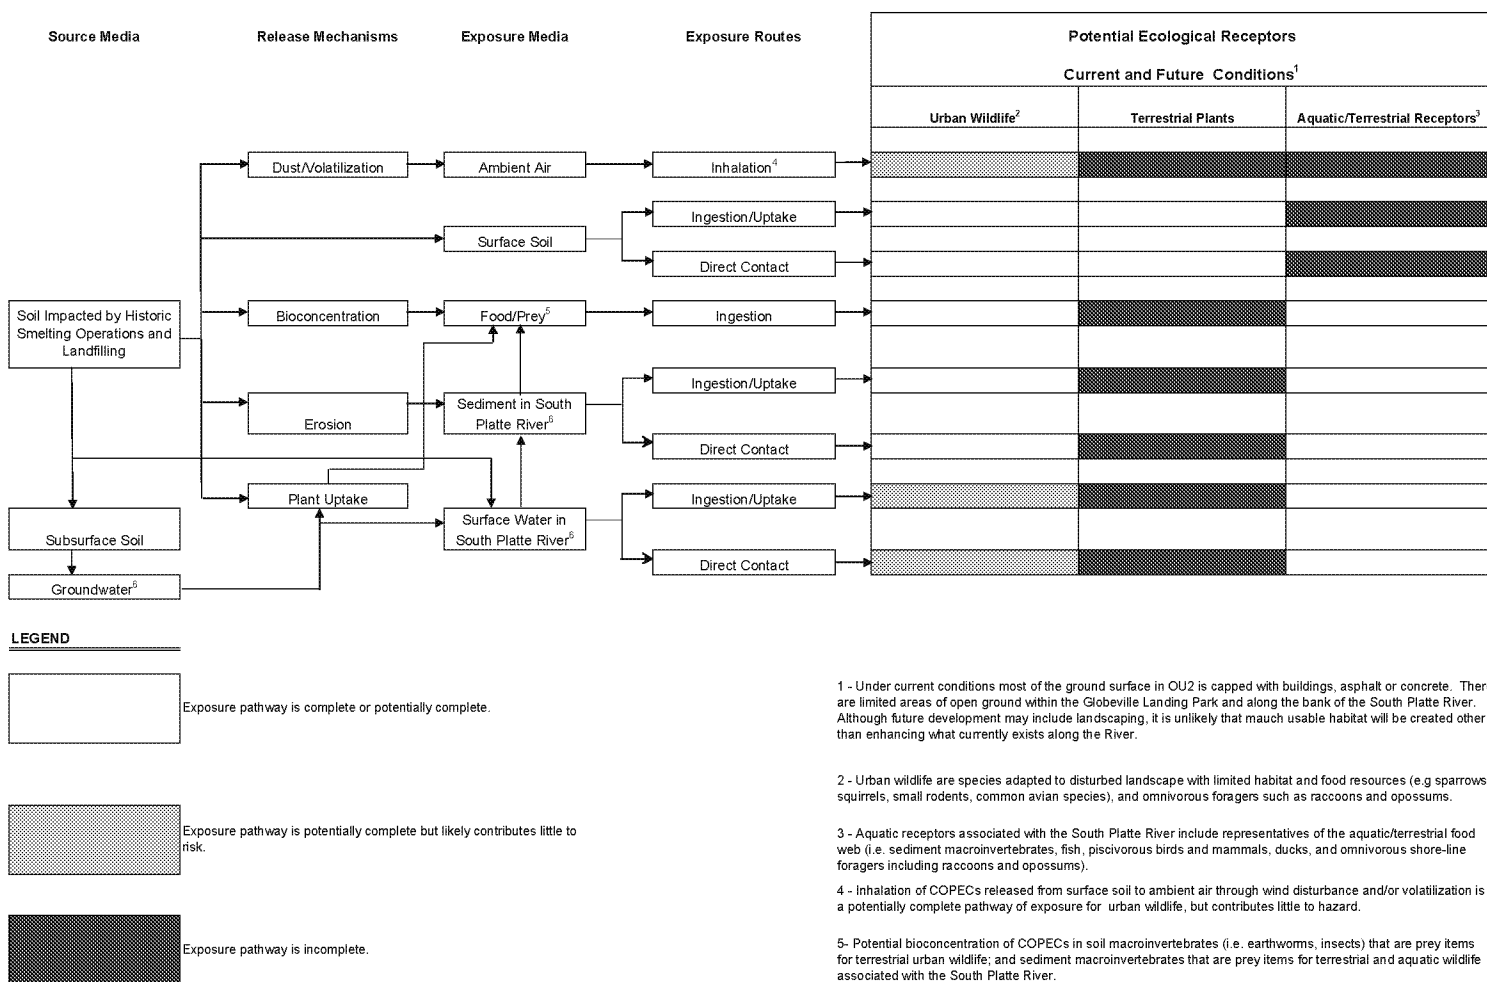 Source Media
Release Mechanisms
Exposure Media
Exposure Routes
Potential Ecological Receptors
Current and Future Conditions1
Urban Wildlife2
Terrestrial Plants
Aquatic/Terrestrial Receptors3
Dust/Volatilization
Ambient Air
Inhalation4
Ingestion/Uptake
Surface Soil
Direct Contact
Soil Impacted by Historic
Smelting Operations and
Landfilling
Bioconcentration
Food/Prey5
Ingestion
Ingestion/Uptake
Erosion
Sediment in South
Platte River6
Direct Contact
Plant Uptake
Ingestion/Uptake
Subsurface Soil
Surface Water in
South Platte River6
Direct Contact
Groundwater6
LEGEND
Exposure pathway is complete or potentially complete.
Exposure pathway is potentially complete but likely contributes little to
risk.
Exposure pathway is incomplete.
1 - Under current conditions most of the ground surface in OU2 is capped with buildings, asphalt or concrete. Ther
are limited areas of open ground within the Globeville Landing Park and along the bank of the South Platte River.
Although future development may include landscaping, it is unlikely that mauch usable habitat will be created other
than enhancing what currently exists along the River.
2 - Urban wildlife are species adapted to disturbed landscape with limited habitat and food resources (e.g sparrows
squirrels, small rodents, common avian species), and omnivorous foragers such as raccoons and opossums.
3 - Aquatic receptors associated with the South Platte River include representatives of the aquatic/terrestrial food
web (i.e. sediment macroinvertebrates, fish, piscivorous birds and mammals, ducks, and omnivorous shore-line
foragers including raccoons and opossums).
4 - Inhalation of COPECs released from surface soil to ambient air through wind disturbance and/or volatilization is
a potentially complete pathway of exposure for urban wildlife, but contributes little to hazard.
5- Potential bioconcentration of COPECs in soil macroinvertebrates (i.e. earthworms, insects) that are prey items
for terrestrial urban wildlife; and sediment macroinvertebrates that are prey items for terrestrial and aquatic wildlife
associated with the South Platte River.